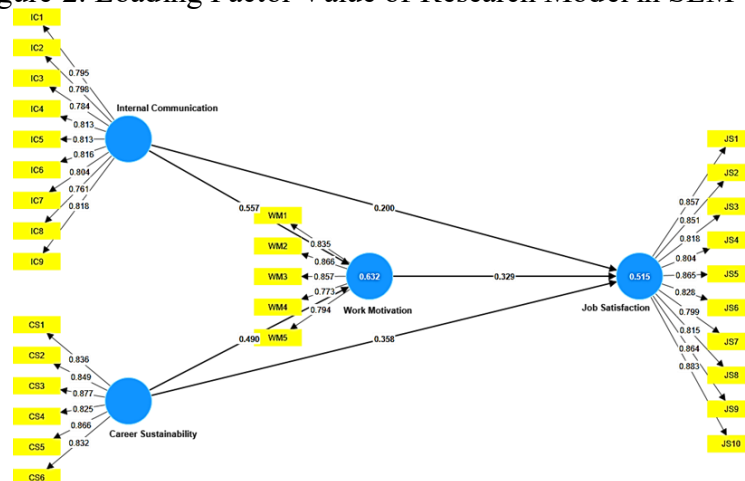 gure 2. Loading Factor Value of Research Model in SEM
IC1
IC2
IC3
IC4
IC5
IC6
IC7
IC8
IC9
0.795
0.798
0.784
0.813
0.813
0.816
0.804
0.761
0.818
Internal Communication
0.557
0.200
WM1
WM2
WM3
WM4
WM5
0.835
0.866
0.857
0.773
0.794
0.632
Work Motivation
0.329
0.490
0.358
CS1
CS2
CS3
CS4
CS5
CS6
0.836
0.849
0.877
0.825
0.866
0.832
Career Sustainability
0.515
Job Satisfaction
0.857
0.851
0.818
0.804
0.865
0.828
0.799
0.815
0.864
0.883
JS1
JS2
JS3
JS4
JS5
JS6
JS7
JS8
JS9
JS10